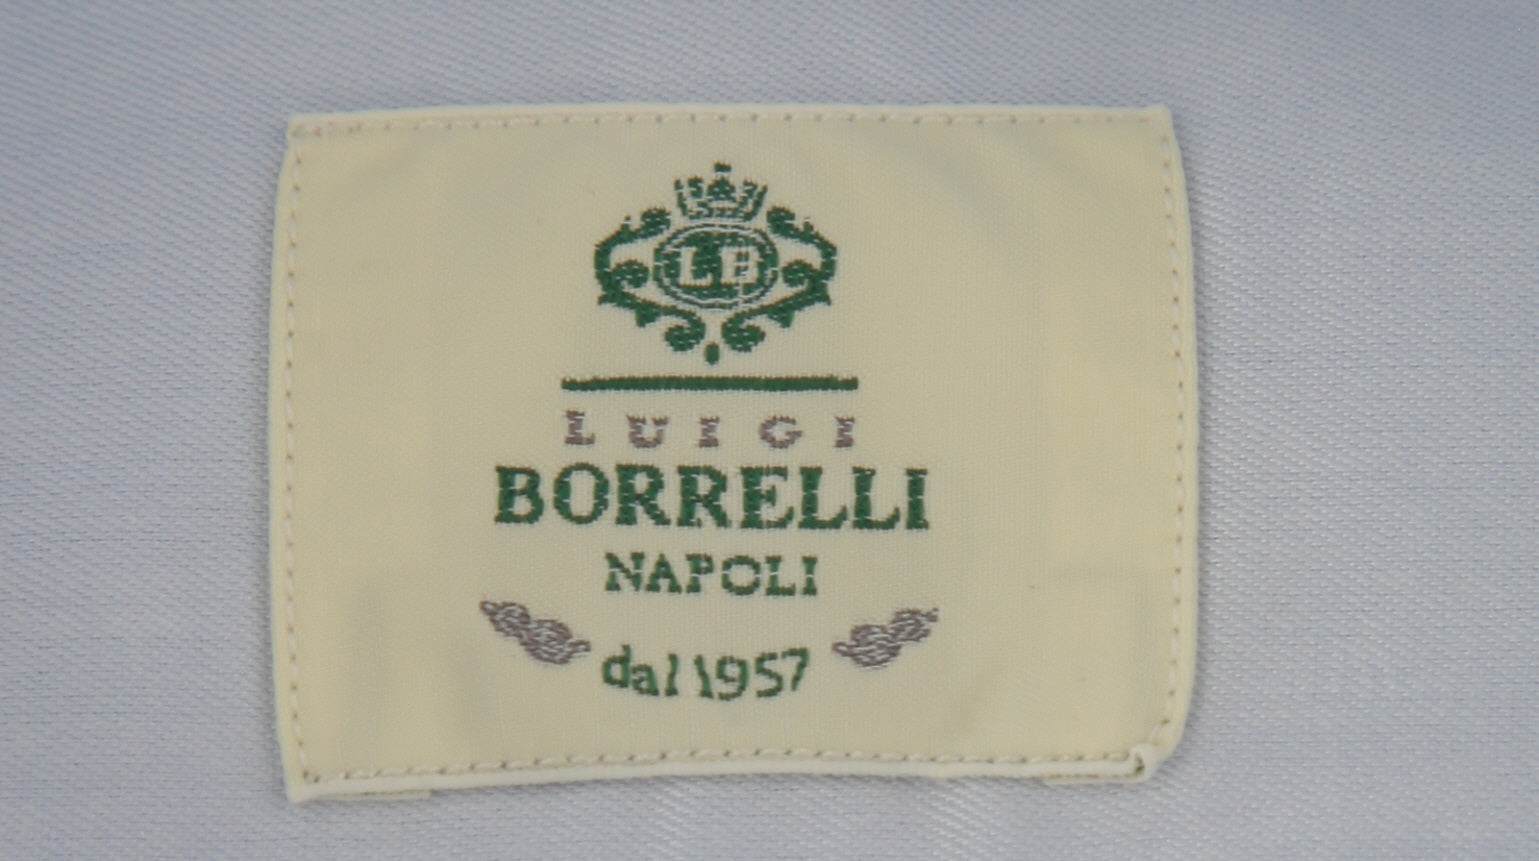 LB
LUIGI
BORRELLI
NAPOLI
dal 1957